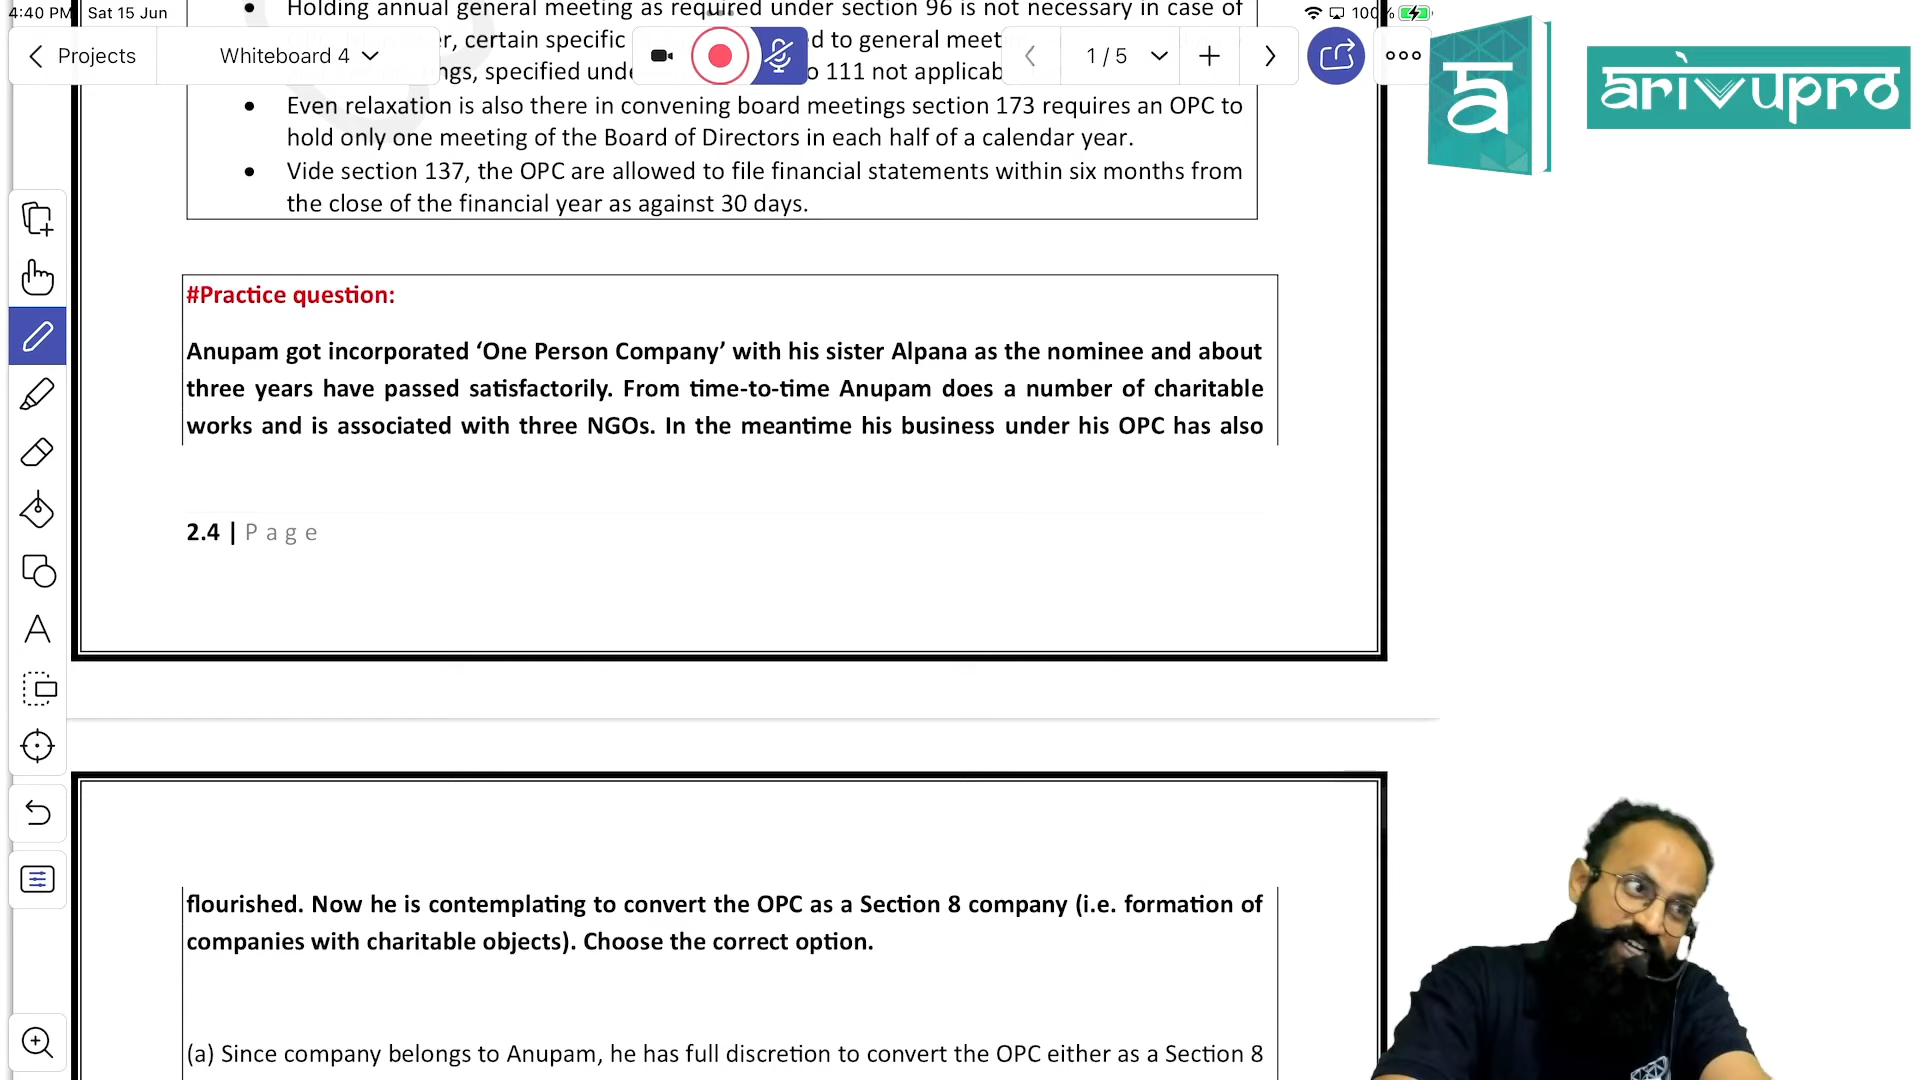 4:40 PM Sat 15 Jun
100%
Projects
Whiteboard 4
1 / 5
Holding annual general meeting as required under section 96 is not necessary in case of
r, certain specific d to general meet
ngs, specified und o 111 not applicab
• Even relaxation is also there in convening board meetings section 173 requires an OPC to
hold only one meeting of the Board of Directors in each half of a calendar year.
• Vide section 137, the OPC are allowed to file financial statements within six months from
the close of the financial year as against 30 days.
#Practice question:
Anupam got incorporated ‘One Person Company’ with his sister Alpana as the nominee and about
three years have passed satisfactorily. From time-to-time Anupam does a number of charitable
works and is associated with three NGOs. In the meantime his business under his OPC has also
2.4 | Page
flourished. Now he is contemplating to convert the OPC as a Section 8 company (i.e. formation of
companies with charitable objects). Choose the correct option.
(a) Since company belongs to Anupam, he has full discretion to convert the OPC either as a Section 8
a
arivupro